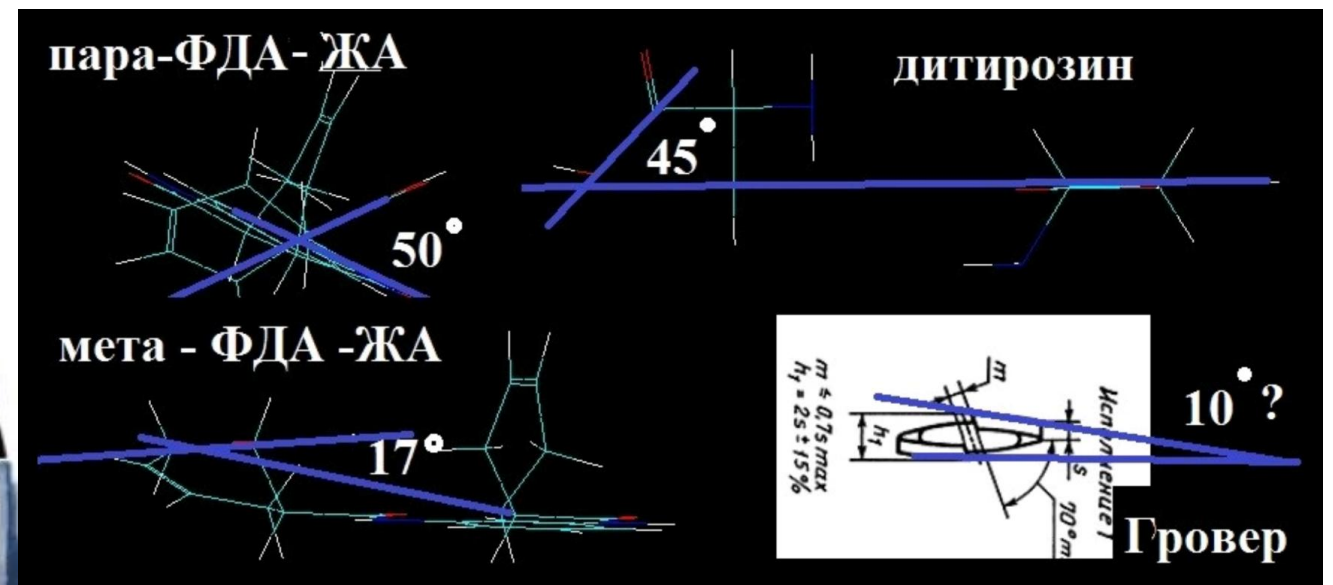 пара-ФДА- ЖА
дитирозин
45°
50°
мета - ФДА -ЖА
17°
m ≤ 0,7s max
h₁ = 2s ± 15%
h₁
m
s
70° m
Исполнение 1
10° ?
Гровер